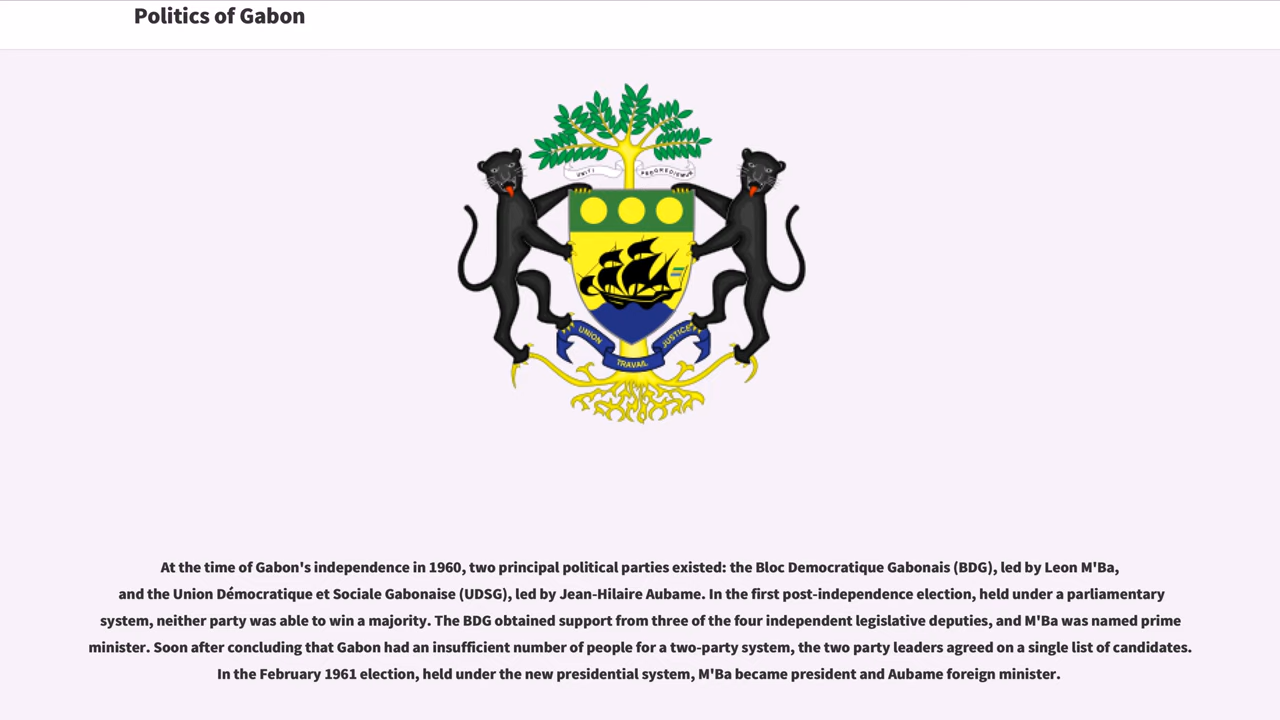 Politics of Gabon
UNITI PROGREDIEMUR
UNION TRAVAIL JUSTICE
At the time of Gabon's independence in 1960, two principal political parties existed: the Bloc Democratique Gabonais (BDG), led by Leon M'Ba,
and the Union Démocratique et Sociale Gabonaise (UDSG), led by Jean-Hilaire Aubame. In the first post-independence election, held under a parliamentary
system, neither party was able to win a majority. The BDG obtained support from three of the four independent legislative deputies, and M'Ba was named prime
minister. Soon after concluding that Gabon had an insufficient number of people for a two-party system, the two party leaders agreed on a single list of candidates.
In the February 1961 election, held under the new presidential system, M'Ba became president and Aubame foreign minister.